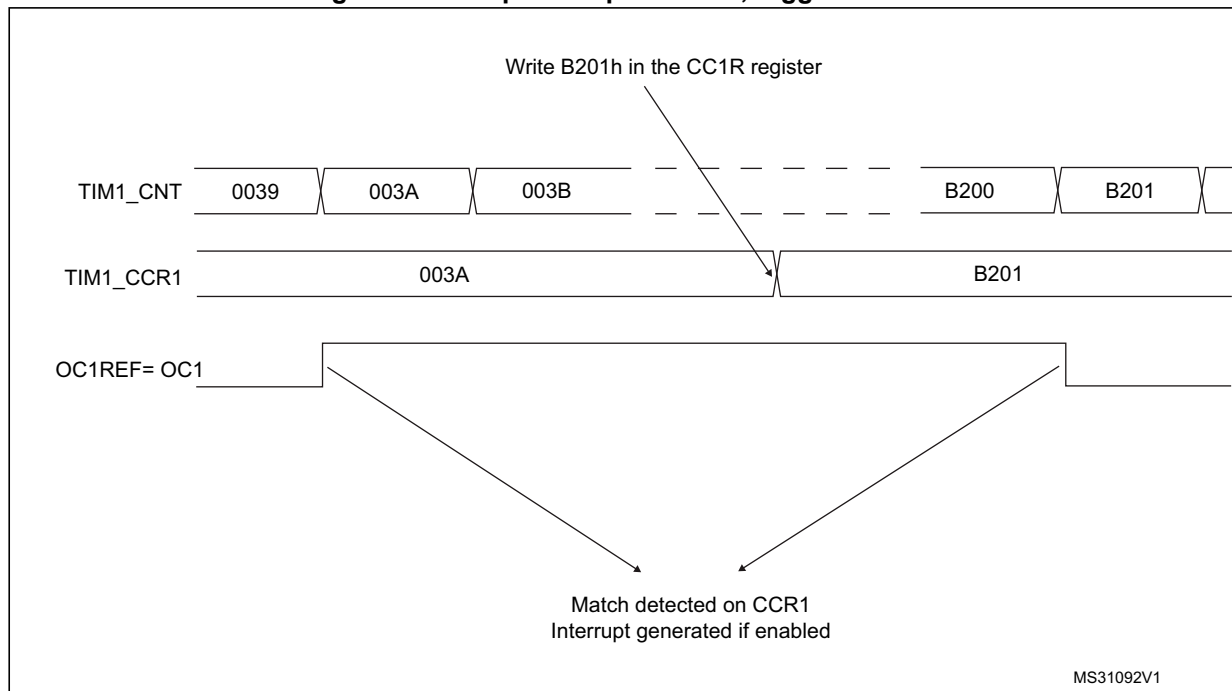 Write B201h in the CC1R register
TIM1_CNT 0039 003A 003B B200 B201
TIM1_CCR1 003A B201
OC1REF= OC1
Match detected on CCR1
Interrupt generated if enabled
MS31092V1